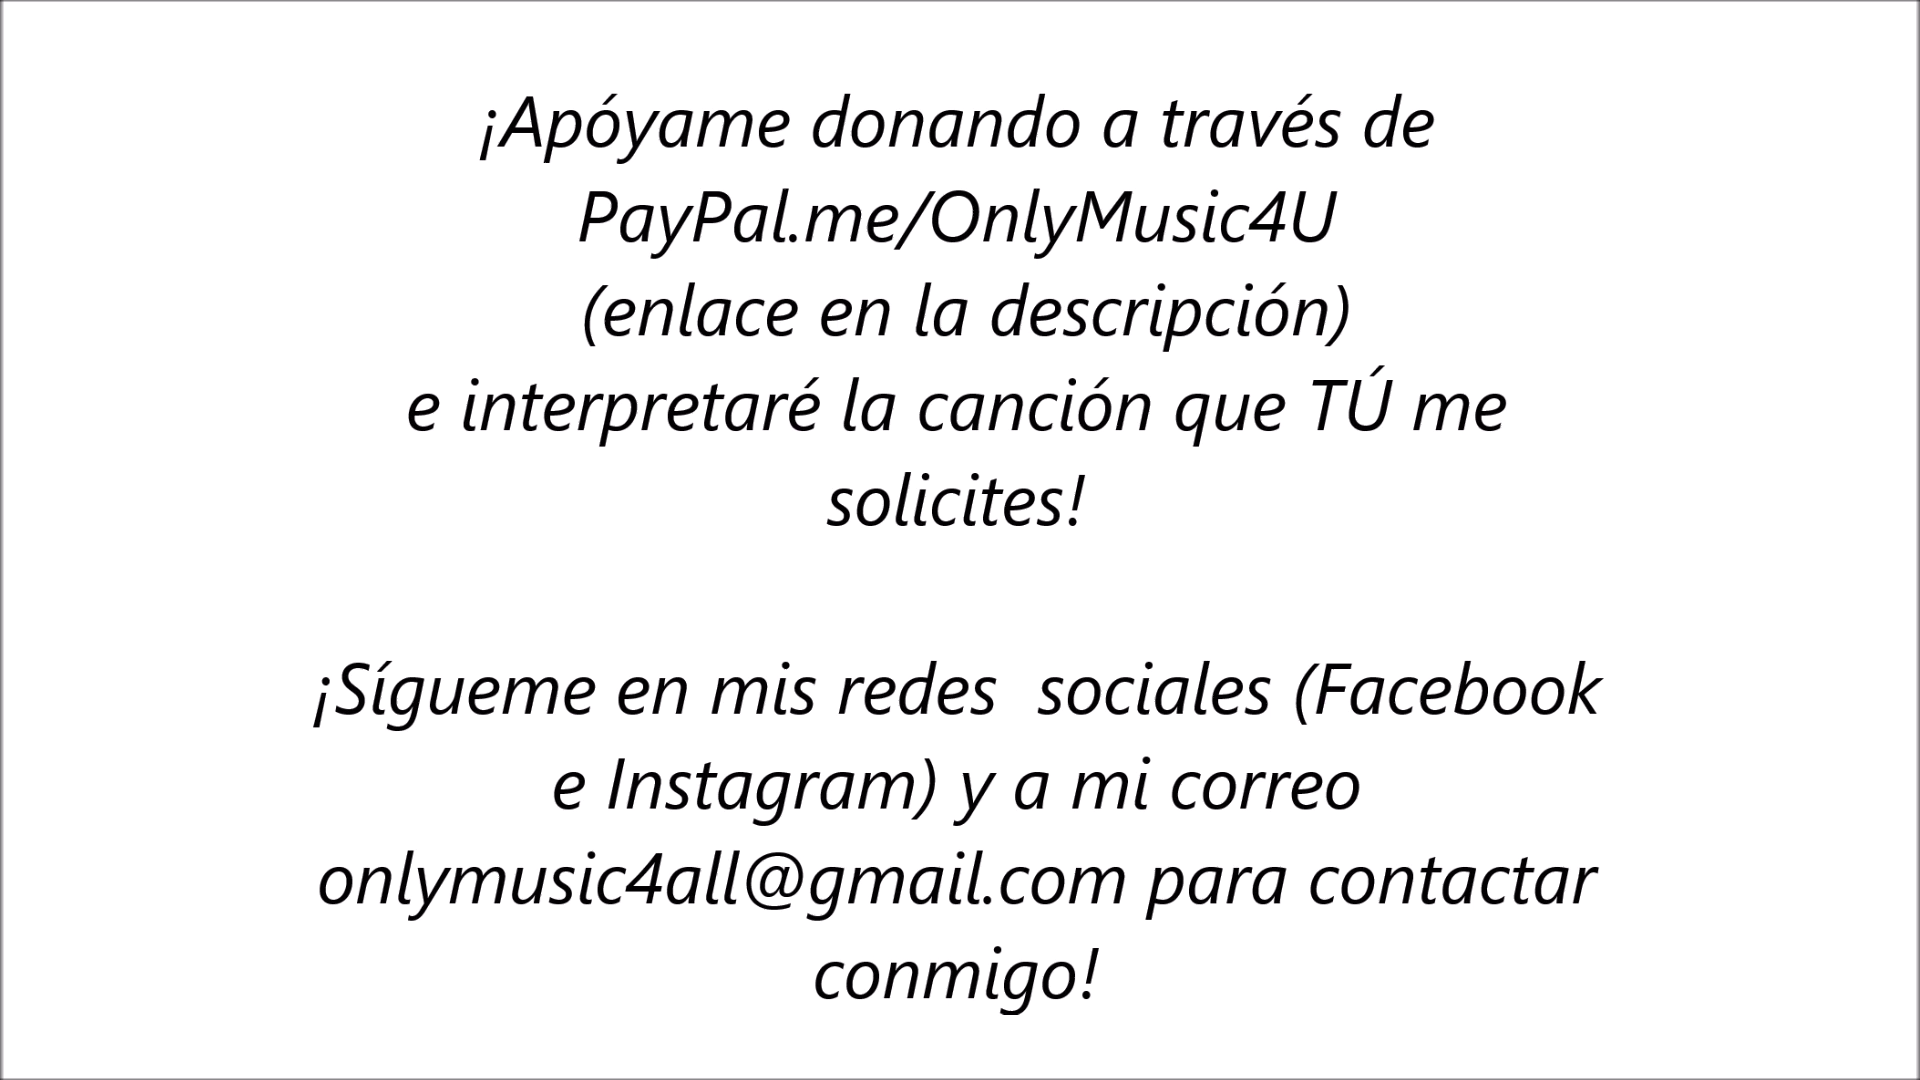 ¡Apóyame donando a través de
PayPal.me/OnlyMusic4U
(enlace en la descripción)
e interpretaré la canción que TÚ me
solicites!
¡Sígueme en mis redes  sociales (Facebook
e Instagram) y a mi correo
onlymusic4all@gmail.com para contactar
conmigo!